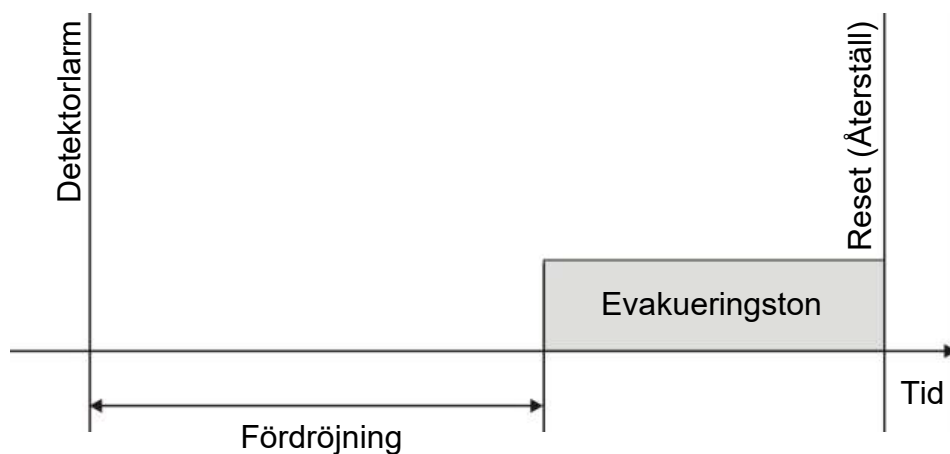 Detektorlarm
Reset (Återställ)
Evakueringston
Tid
Fördröjning